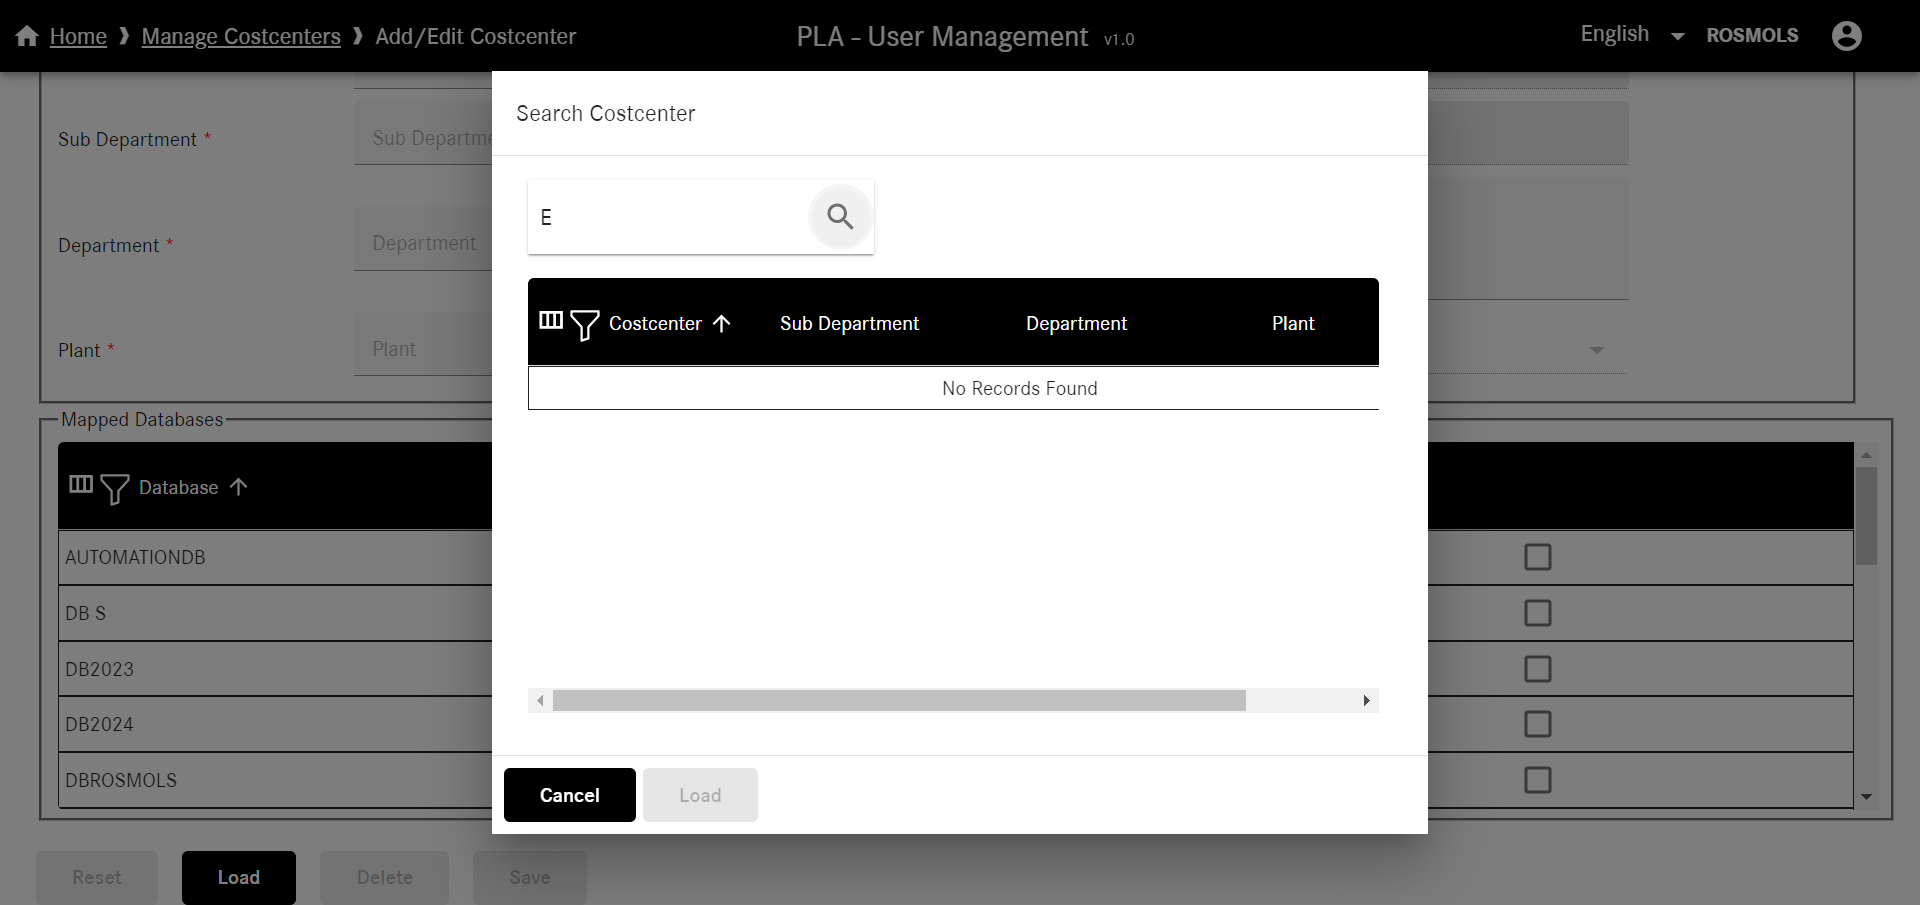 Home ❱ Manage Costcenters ❱ Add/Edit Costcenter
PLA - User Management v1.0
English ROSMOLS
Search Costcenter
E
Costcenter Sub Department Department Plant
No Records Found
Cancel Load
Sub Department *
Sub Departme
Department *
Department
Plant *
Plant
Mapped Databases
Database
AUTOMATIONDB
DB S
DB2023
DB2024
DBROSMOLS
Reset Load Delete Save